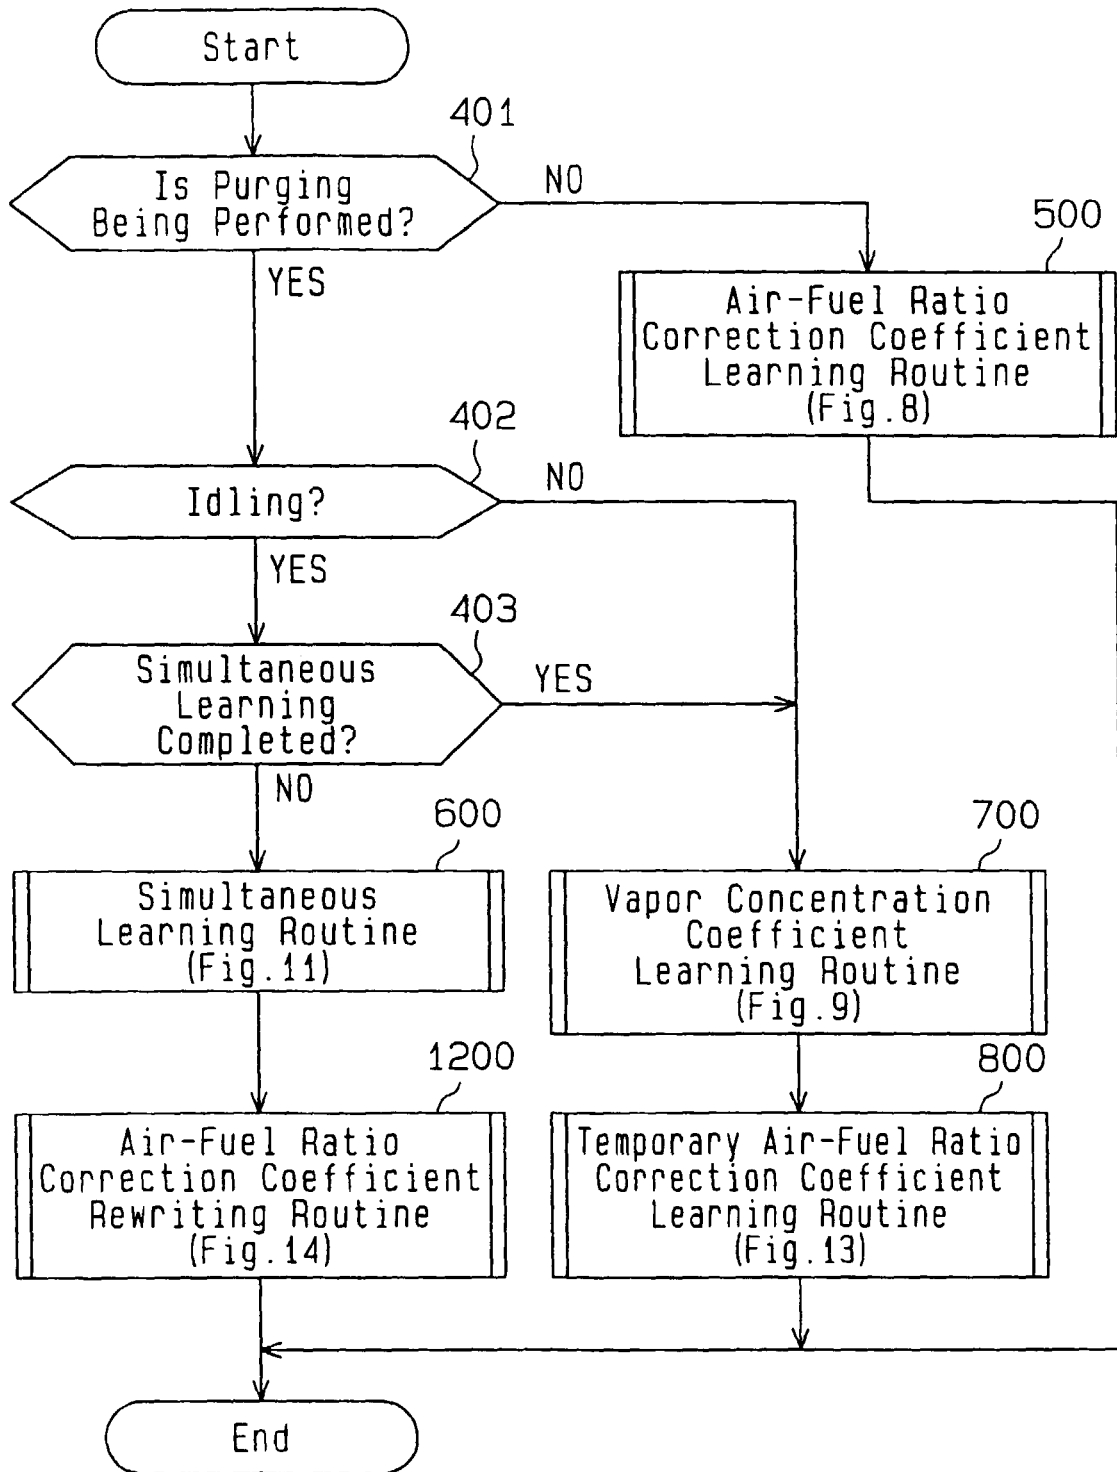 Start
401
Is Purging
Being Performed?
NO
YES
500
Air-Fuel Ratio
Correction Coefficient
Learning Routine
(Fig.8)
402
Idling?
NO
YES
403
Simultaneous
Learning
Completed?
YES
NO
600
Simultaneous
Learning Routine
(Fig.11)
700
Vapor Concentration
Coefficient
Learning Routine
(Fig.9)
1200
Air-Fuel Ratio
Correction Coefficient
Rewriting Routine
(Fig.14)
800
Temporary Air-Fuel Ratio
Correction Coefficient
Learning Routine
(Fig.13)
End